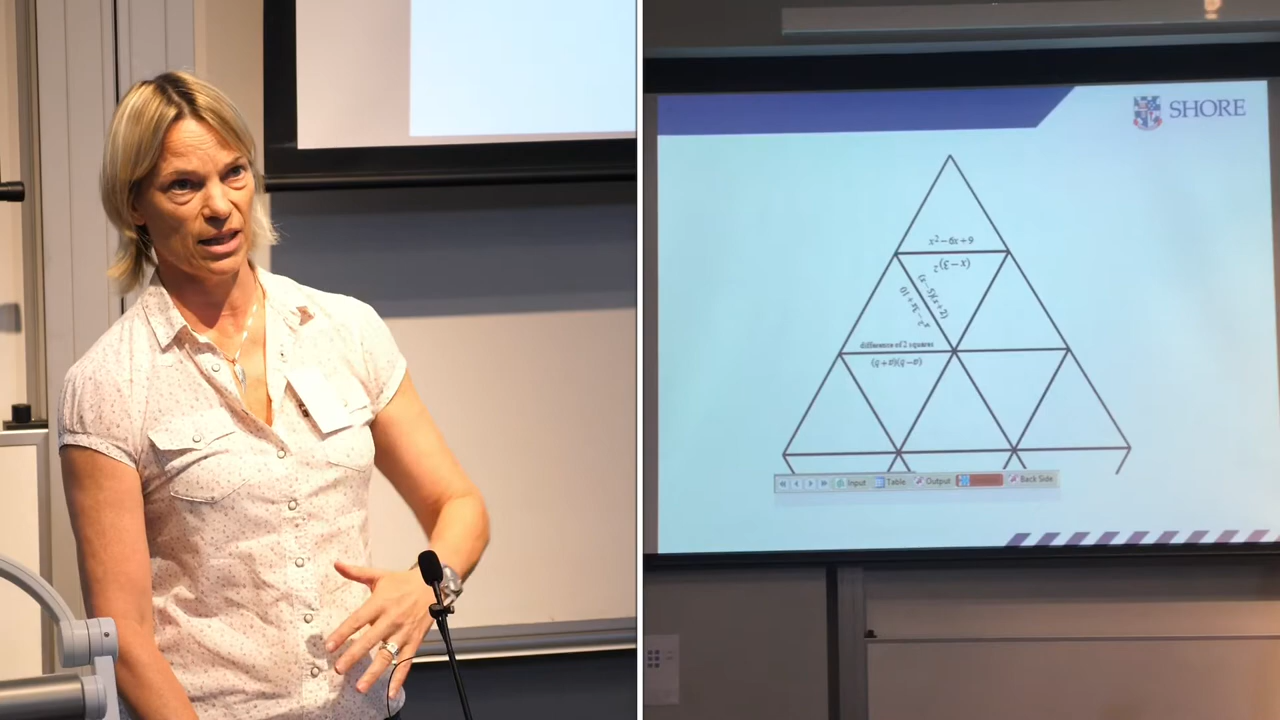 SHORE
x² − 6x + 9
(x − 3)²
(x − 5)(x + 2)
x² − 3x − 10
difference of 2 squares
(a − b)(a + b)
Input Table Output Back Side